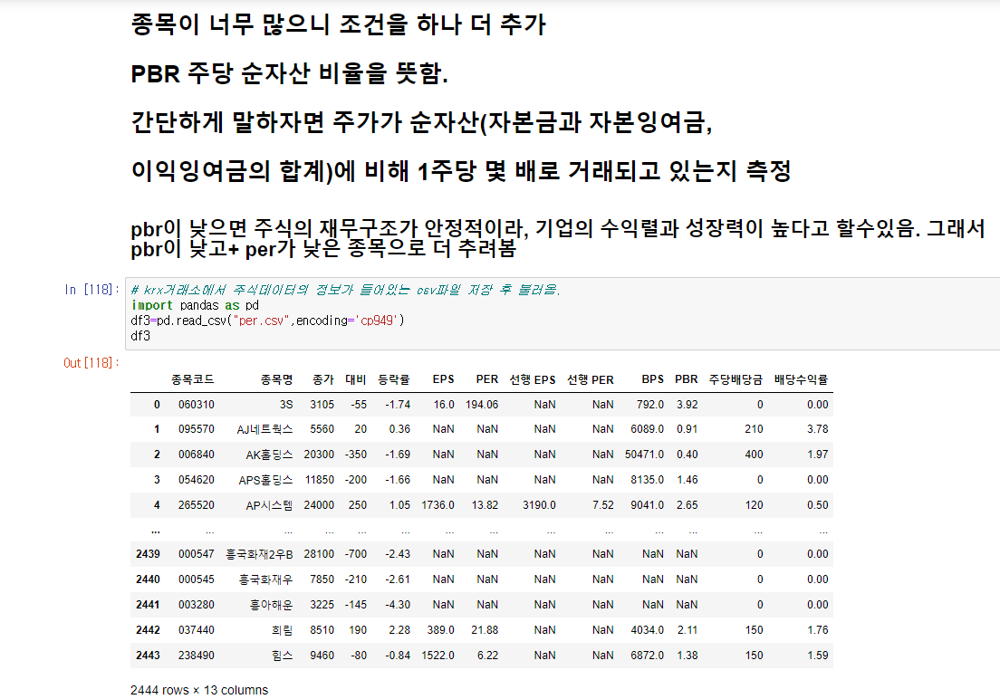 종목이 너무 많으니 조건을 하나 더 추가
PBR 주당 순자산 비율을 뜻함.
간단하게 말하자면 주가가 순자산(자본금과 자본잉여금,
이익잉여금의 합계)에 비해 1주당 몇 배로 거래되고 있는지 측정
pbr이 낮으면 주식의 재무구조가 안정적이라, 기업의 수익렬과 성장력이 높다고 할수있음. 그래서
pbr이 낮고+ per가 낮은 종목으로 더 추려봄
In [118]: # krx거래소에서 주식데이터의 정보가 들어있는 csv파일 저장 후 불러옴.
import pandas as pd
df3=pd.read_csv("per.csv",encoding='cp949')
df3
Out[118]:
종목코드 종목명 종가 대비 등락률 EPS PER 선행 EPS 선행 PER BPS PBR 주당배당금 배당수익률
0 060310 3S 3105 -55 -1.74 16.0 194.06 NaN NaN 792.0 3.92 0 0.00
1 095570 AJ네트웍스 5560 20 0.36 NaN NaN NaN NaN 6089.0 0.91 210 3.78
2 006840 AK홀딩스 20300 -350 -1.69 NaN NaN NaN NaN 50471.0 0.40 400 1.97
3 054620 APS홀딩스 11850 -200 -1.66 NaN NaN NaN NaN 8135.0 1.46 0 0.00
4 265520 AP시스템 24000 250 1.05 1736.0 13.82 3190.0 7.52 9041.0 2.65 120 0.50
... ... ... ... ... ... ... ... ... ... ... ... ... ...
2439 000547 흥국화재2우B 28100 -700 -2.43 NaN NaN NaN NaN NaN NaN 0 0.00
2440 000545 흥국화재우 7850 -210 -2.61 NaN NaN NaN NaN NaN NaN 0 0.00
2441 003280 흥아해운 3225 -145 -4.30 NaN NaN NaN NaN NaN NaN 0 0.00
2442 037440 희림 8510 190 2.28 389.0 21.88 NaN NaN 4034.0 2.11 150 1.76
2443 238490 힘스 9460 -80 -0.84 1522.0 6.22 NaN NaN 6872.0 1.38 150 1.59
2444 rows × 13 columns